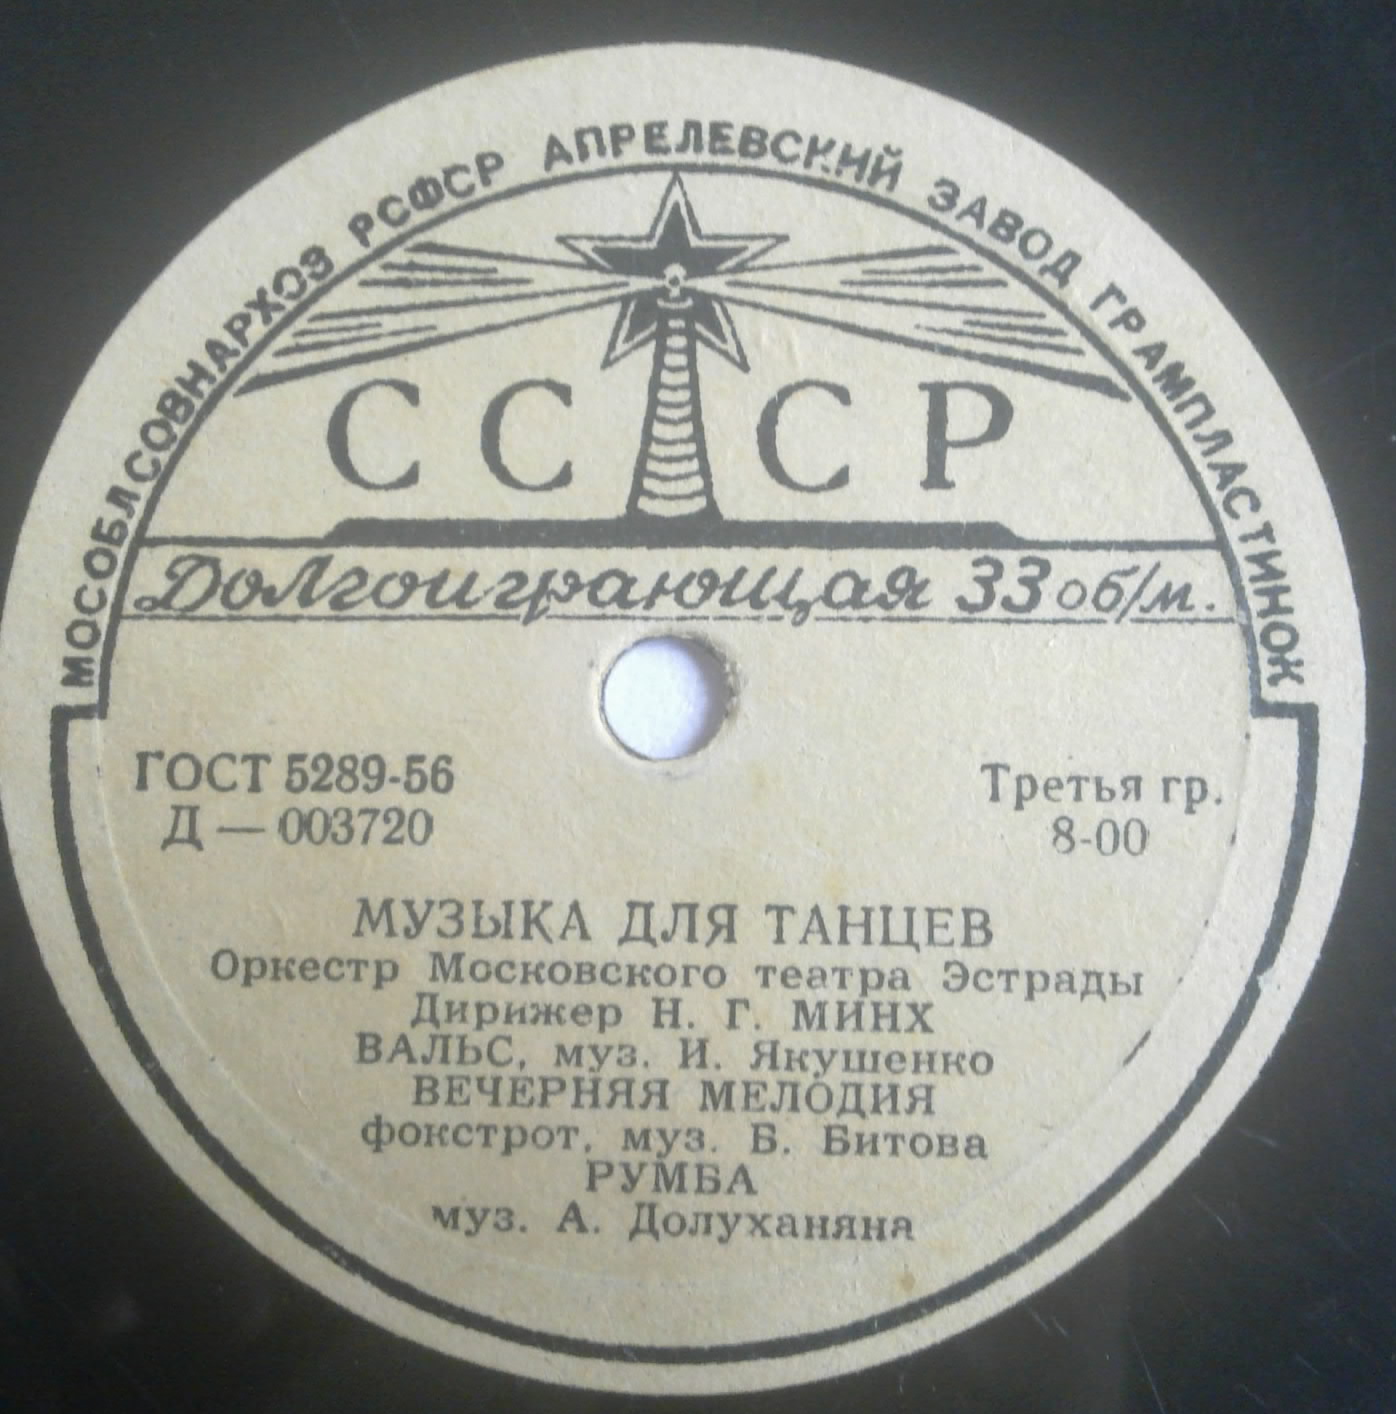 МОСОБЛСОВНАРХОЗ РСФСР АПРЕЛЕВСКИЙ ЗАВОД ГРАМПЛАСТИНОК
СССР
Долгоиграющая 33 об/м.
ГОСТ 5289-56
Д — 003720
Третья гр.
8-00
МУЗЫКА ДЛЯ ТАНЦЕВ
Оркестр Московского театра Эстрады
Дирижер Н. Г. МИНХ
ВАЛЬС, муз. И. Якушенко
ВЕЧЕРНЯЯ МЕЛОДИЯ
фокстрот, муз. Б. Битова
РУМБА
муз. А. Долуханяна